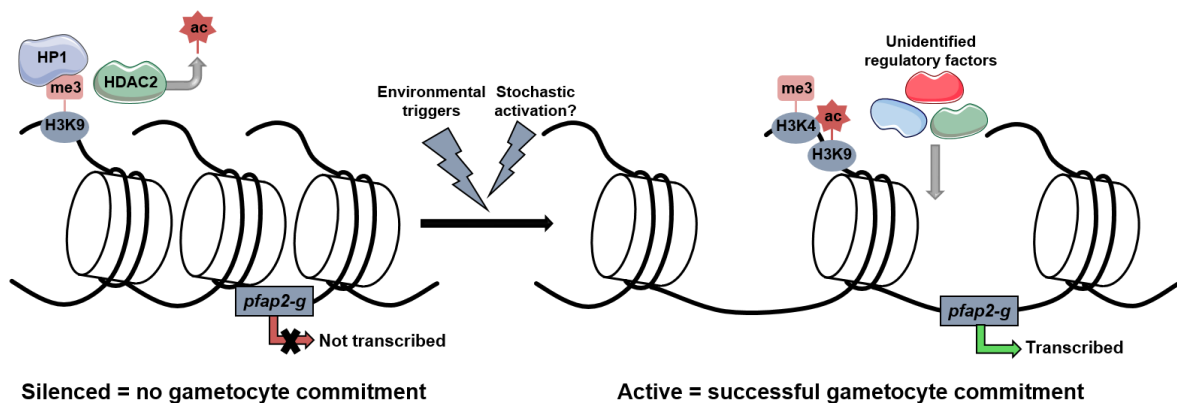 HP1
me3
H3K9
HDAC2
ac
Environmental
triggers
Stochastic
activation?
me3
H3K4
ac
H3K9
Unidentified
regulatory factors
pfap2-g
Not transcribed
pfap2-g
Transcribed
Silenced = no gametocyte commitment
Active = successful gametocyte commitment